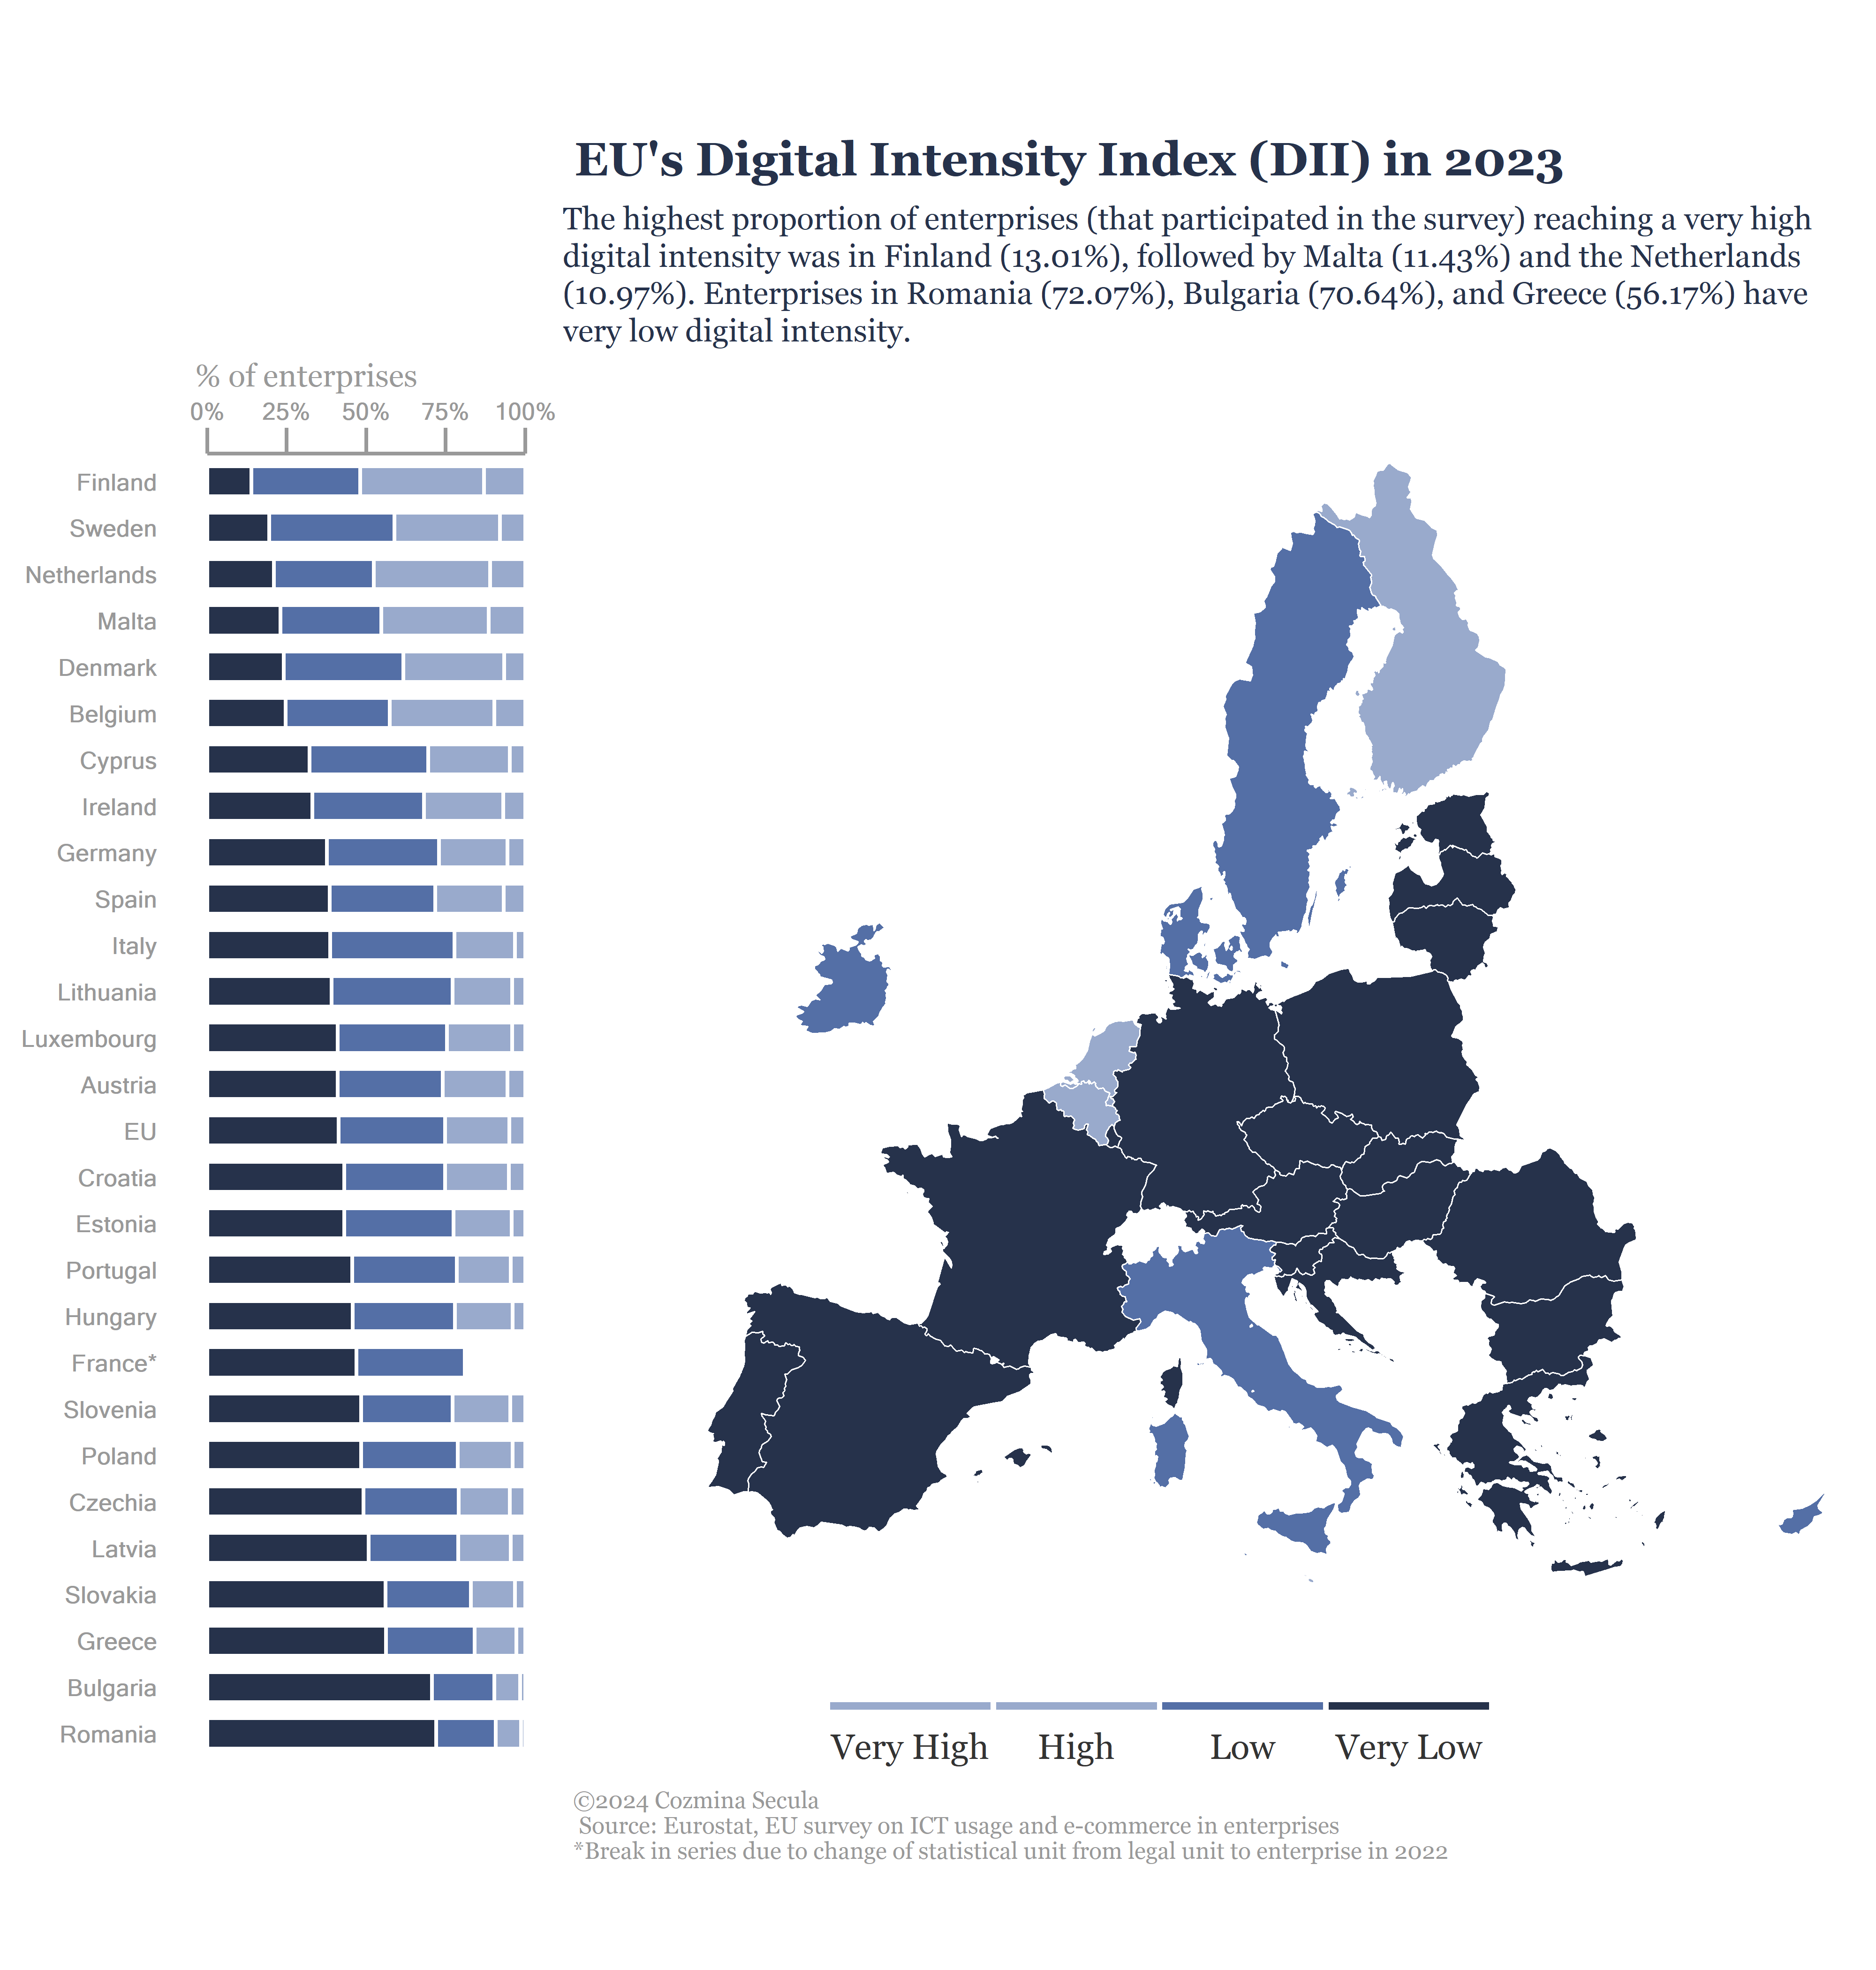 EU's Digital Intensity Index (DII) in 2023
The highest proportion of enterprises (that participated in the survey) reaching a very high
digital intensity was in Finland (13.01%), followed by Malta (11.43%) and the Netherlands
(10.97%). Enterprises in Romania (72.07%), Bulgaria (70.64%), and Greece (56.17%) have
very low digital intensity.
% of enterprises
0% 25% 50% 75% 100%
Finland
Sweden
Netherlands
Malta
Denmark
Belgium
Cyprus
Ireland
Germany
Spain
Italy
Lithuania
Luxembourg
Austria
EU
Croatia
Estonia
Portugal
Hungary
France*
Slovenia
Poland
Czechia
Latvia
Slovakia
Greece
Bulgaria
Romania
Very High High Low Very Low
©2024 Cozmina Secula
Source: Eurostat, EU survey on ICT usage and e-commerce in enterprises
*Break in series due to change of statistical unit from legal unit to enterprise in 2022